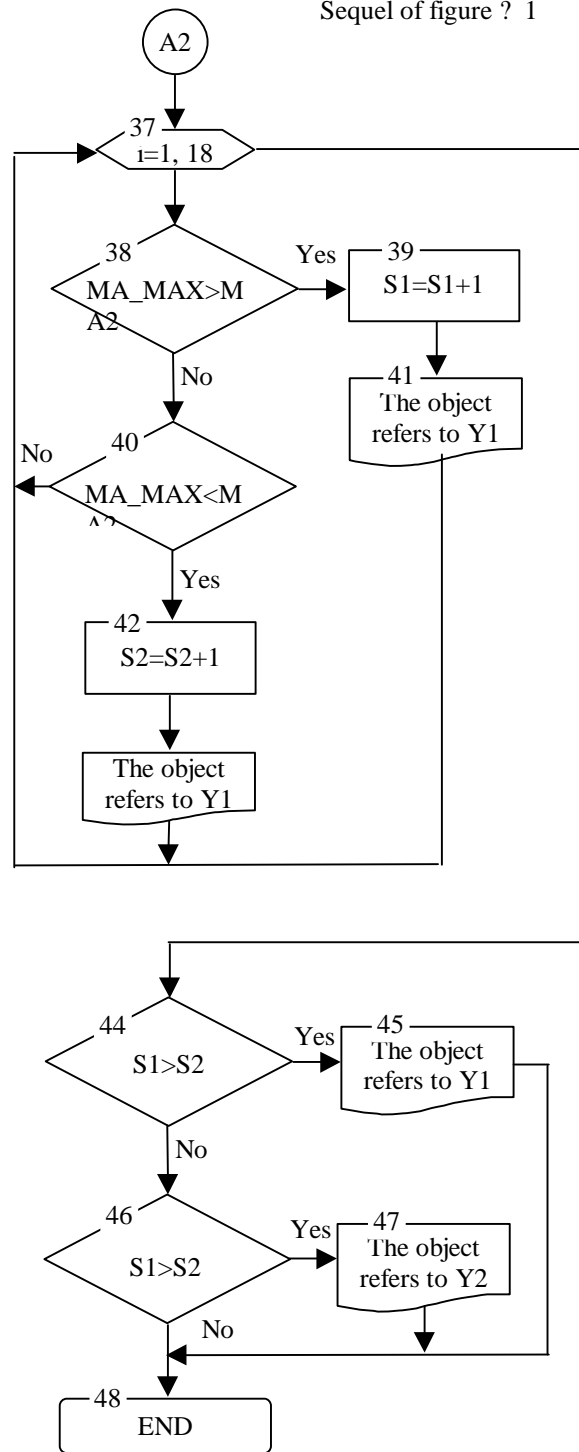 Sequel of figure ? 1
A2
37
i=1, 18
38
MA_MAX>M
A2
Yes
39
S1=S1+1
41
The object
refers to Y1
No
40
MA_MAX<M
No
Yes
42
S2=S2+1
The object
refers to Y1
44
S1>S2
Yes
45
The object
refers to Y1
No
46
S1>S2
Yes
47
The object
refers to Y2
No
48
END